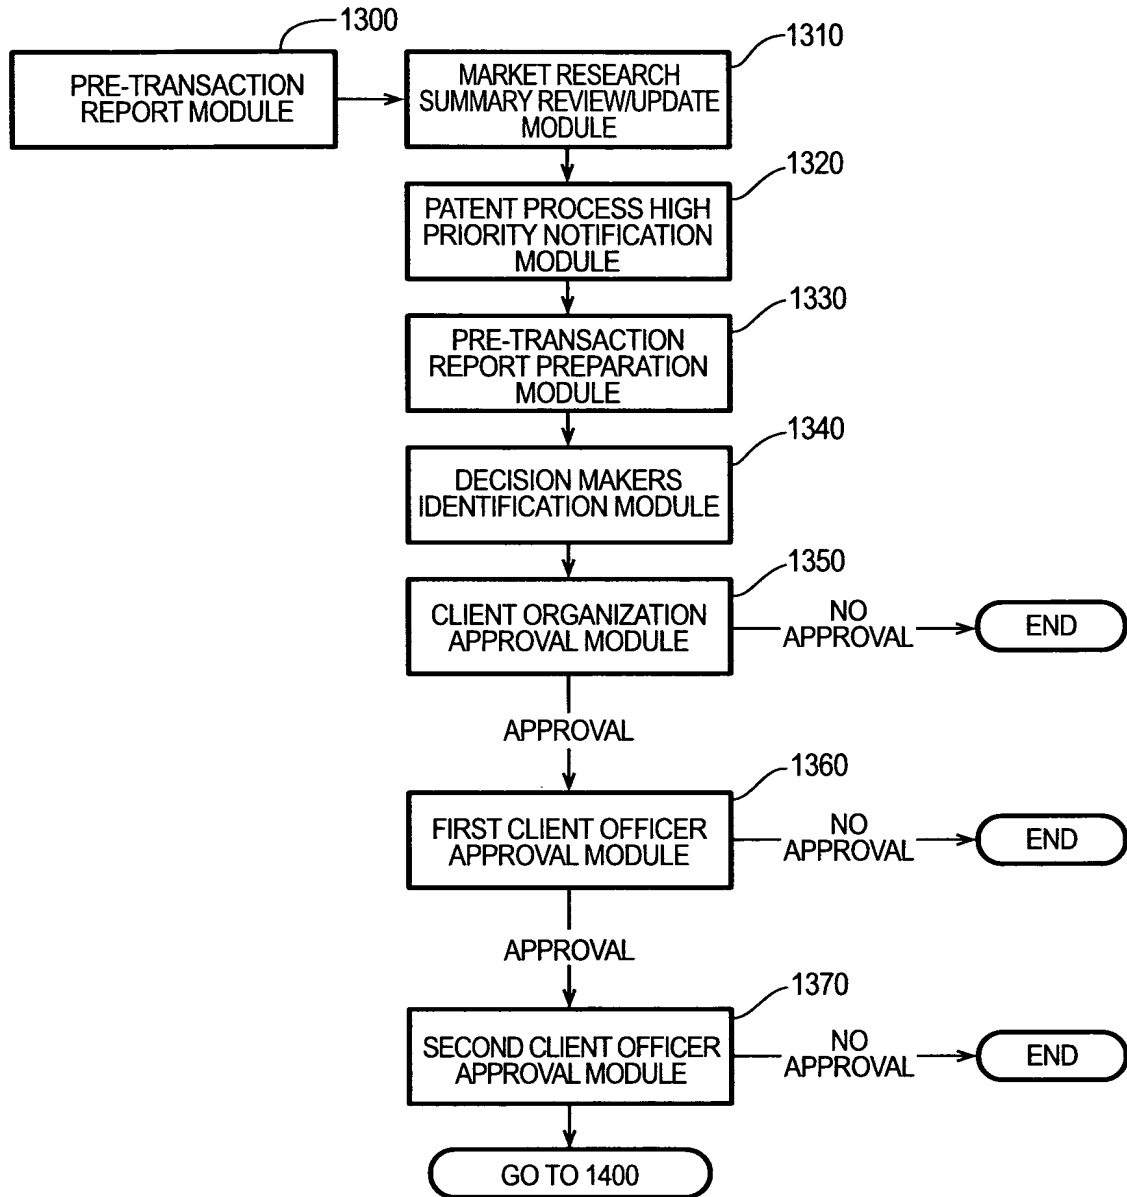 1300
PRE-TRANSACTION
REPORT MODULE
1310
MARKET RESEARCH
SUMMARY REVIEW/UPDATE
MODULE
1320
PATENT PROCESS HIGH
PRIORITY NOTIFICATION
MODULE
1330
PRE-TRANSACTION
REPORT PREPARATION
MODULE
1340
DECISION MAKERS
IDENTIFICATION MODULE
1350
CLIENT ORGANIZATION
APPROVAL MODULE
NO
APPROVAL
END
APPROVAL
1360
FIRST CLIENT OFFICER
APPROVAL MODULE
NO
APPROVAL
END
APPROVAL
1370
SECOND CLIENT OFFICER
APPROVAL MODULE
NO
APPROVAL
END
GO TO 1400